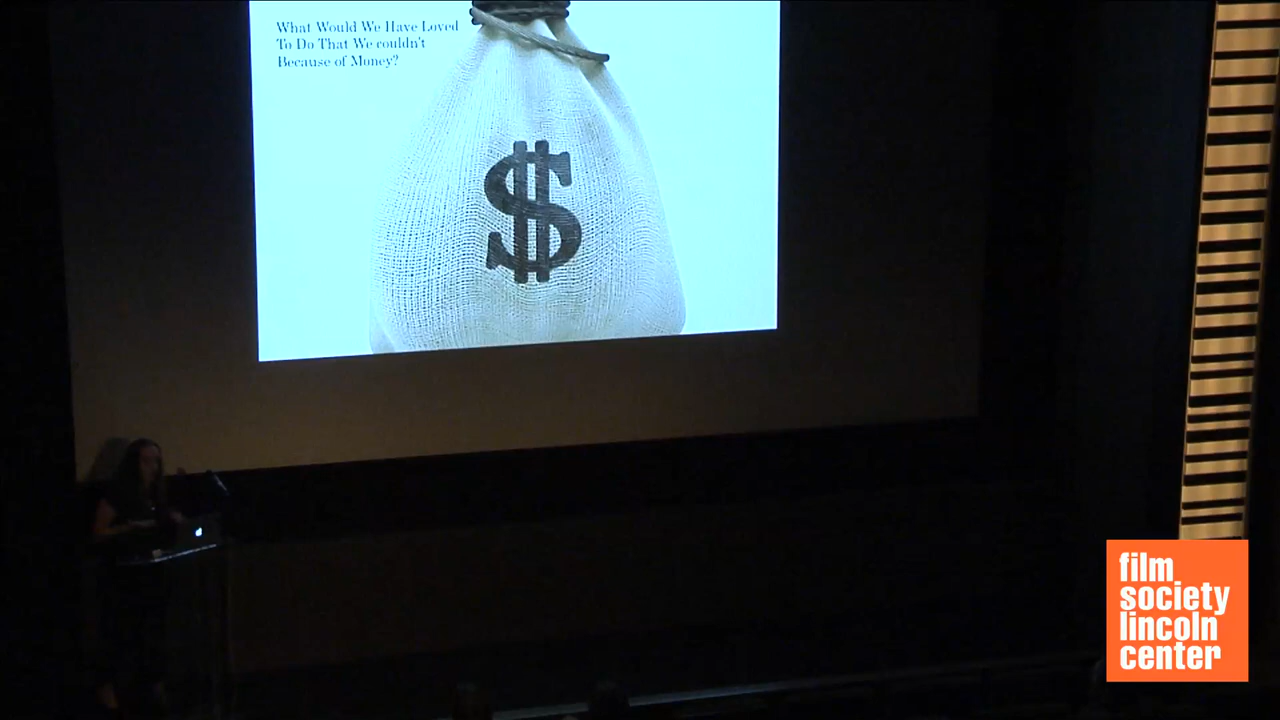 What Would We Have Loved
To Do That We couldn't
Because of Money?
$
film
society
lincoln
center